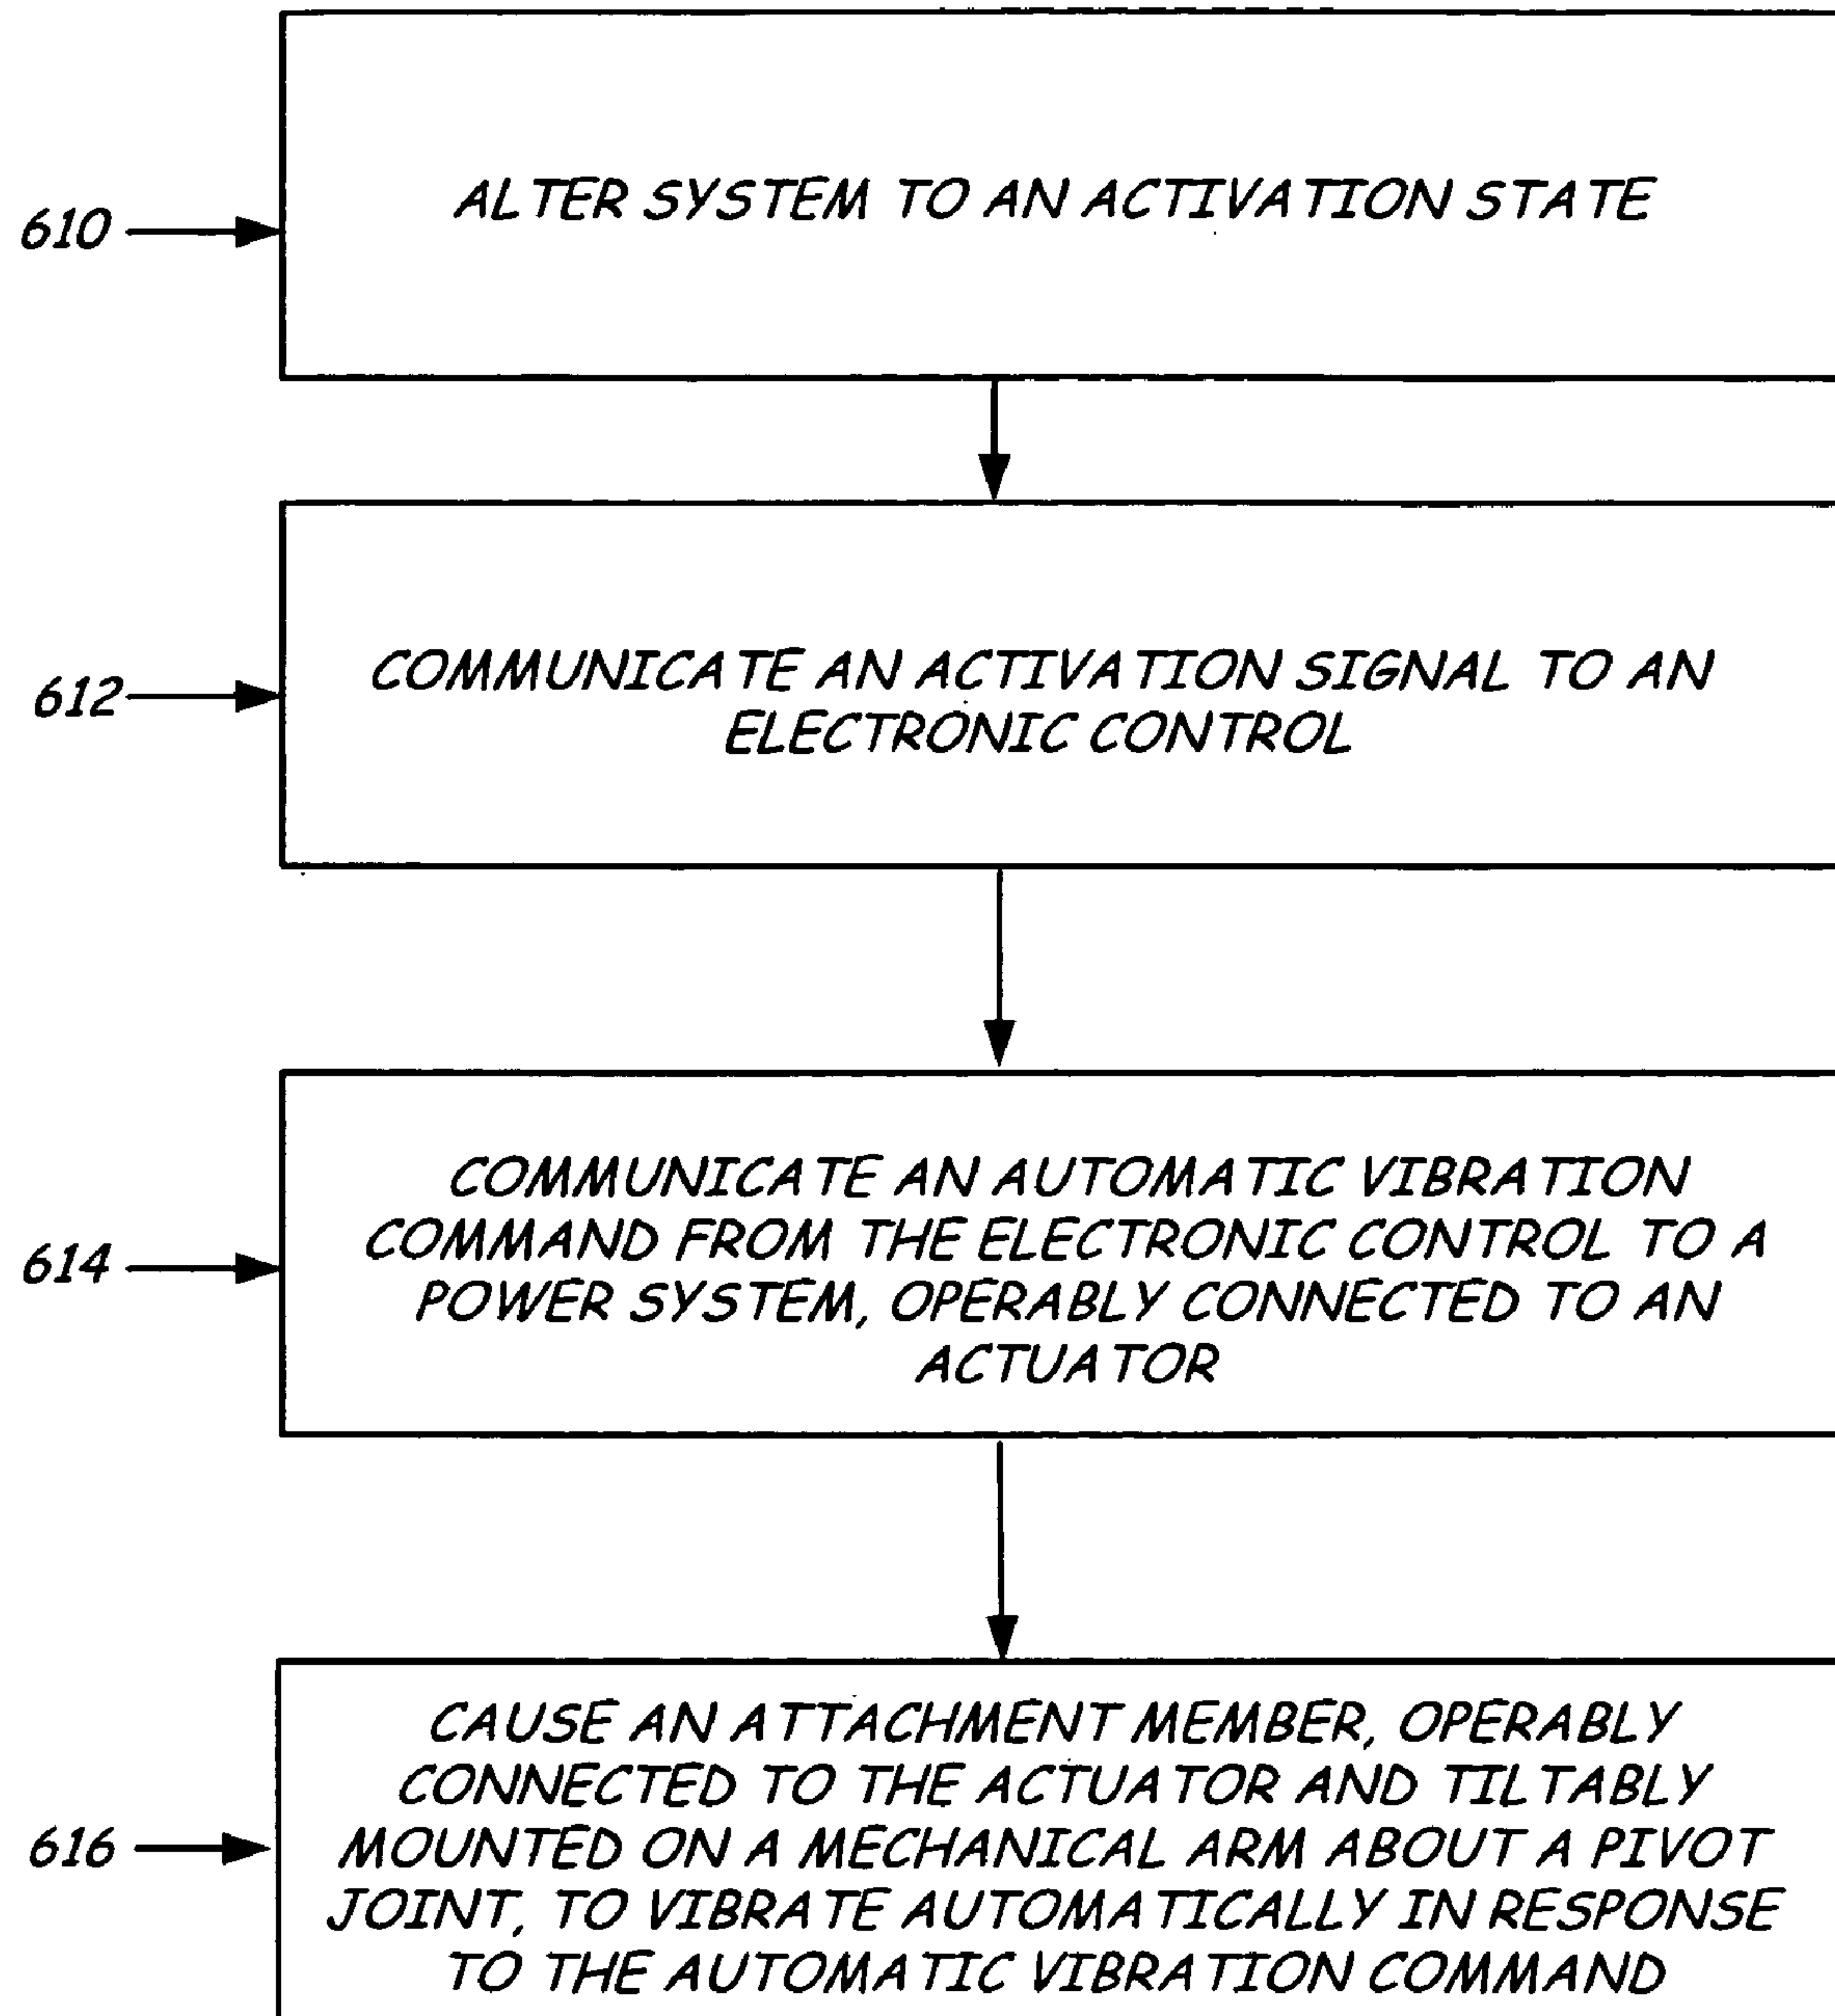 610
ALTER SYSTEM TO AN ACTIVATION STATE
612
COMMUNICATE AN ACTIVATION SIGNAL TO AN
ELECTRONIC CONTROL
614
COMMUNICATE AN AUTOMATIC VIBRATION
COMMAND FROM THE ELECTRONIC CONTROL TO A
POWER SYSTEM, OPERABLY CONNECTED TO AN
ACTUATOR
616
CAUSE AN ATTACHMENT MEMBER, OPERABLY
CONNECTED TO THE ACTUATOR AND TILTABLY
MOUNTED ON A MECHANICAL ARM ABOUT A PIVOT
JOINT, TO VIBRATE AUTOMATICALLY IN RESPONSE
TO THE AUTOMATIC VIBRATION COMMAND